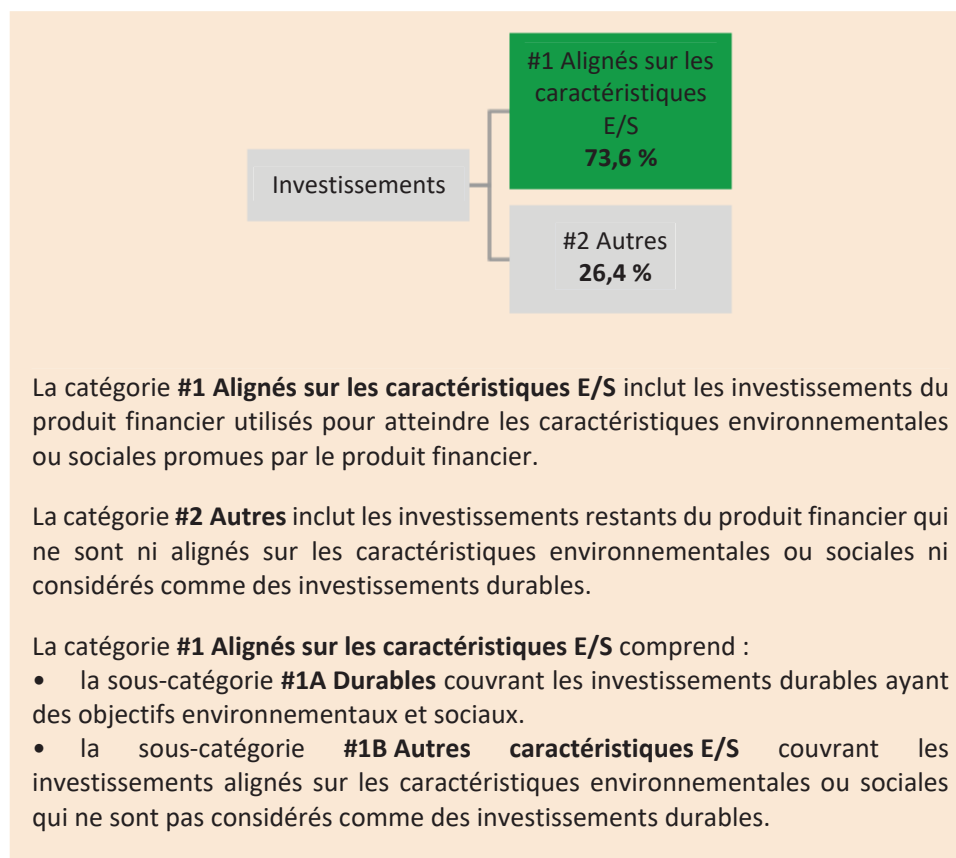 #1 Alignés sur les
caractéristiques
E/S
73,6 %
Investissements
#2 Autres
26,4 %
La catégorie #1 Alignés sur les caractéristiques E/S inclut les investissements du
produit financier utilisés pour atteindre les caractéristiques environnementales
ou sociales promues par le produit financier.
La catégorie #2 Autres inclut les investissements restants du produit financier qui
ne sont ni alignés sur les caractéristiques environnementales ou sociales ni
considérés comme des investissements durables.
La catégorie #1 Alignés sur les caractéristiques E/S comprend :
• la sous-catégorie #1A Durables couvrant les investissements durables ayant
des objectifs environnementaux et sociaux.
• la sous-catégorie #1B Autres caractéristiques E/S couvrant les
investissements alignés sur les caractéristiques environnementales ou sociales
qui ne sont pas considérés comme des investissements durables.